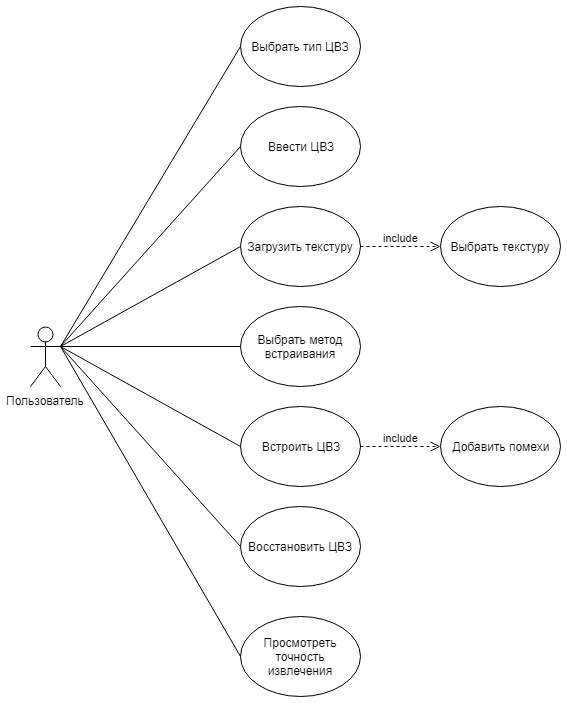 Выбрать тип ЦВЗ
Ввести ЦВЗ
Загрузить текстуру
include
Выбрать текстуру
Выбрать метод
встраивания
Пользователь
Встроить ЦВЗ
include
Добавить помехи
Восстановить ЦВЗ
Просмотреть
точность
извлечения